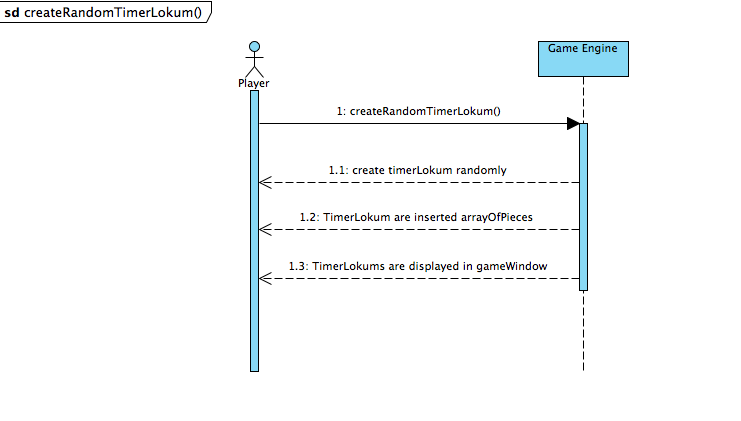 sd createRandomTimerLokum()
Player
Game Engine
1: createRandomTimerLokum()
1.1: create timerLokum randomly
1.2: TimerLokum are inserted arrayOfPieces
1.3: TimerLokums are displayed in gameWindow